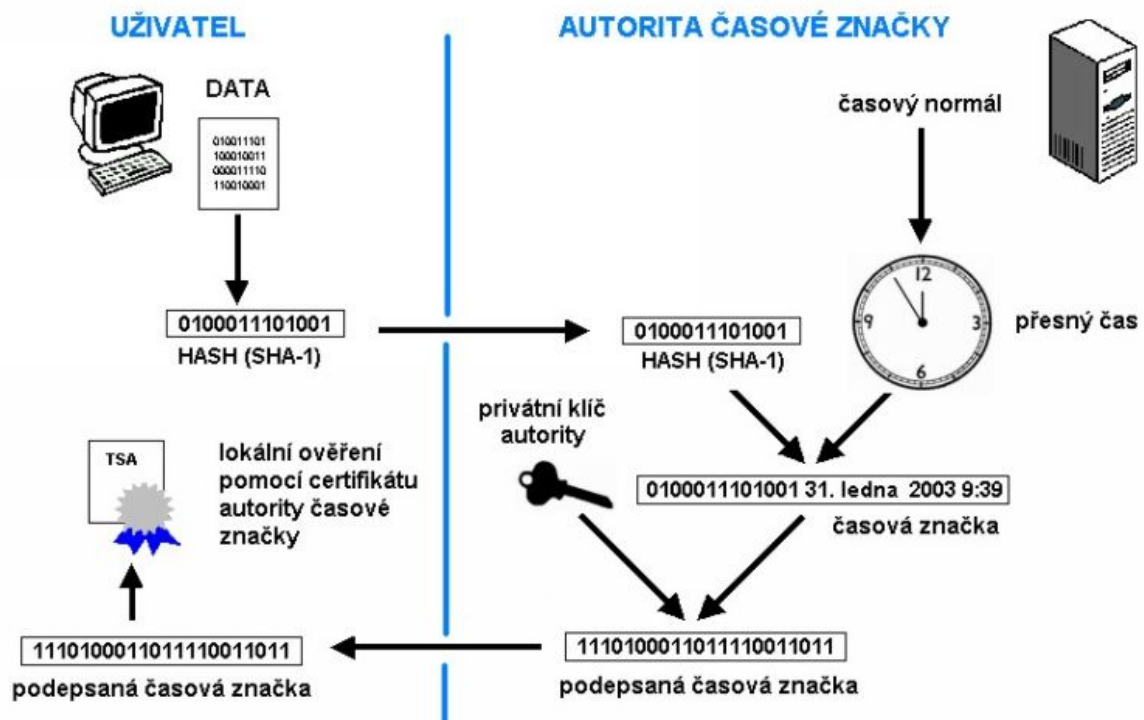 UŽIVATEL
AUTORITA ČASOVÉ ZNAČKY
DATA
010011101
100010011
000011110
110010001
časový normál
12
9
3
6
přesný čas
0100011101001
HASH (SHA-1)
0100011101001
HASH (SHA-1)
privátní klíč
autority
TSA
lokální ověření
pomocí certifikátu
autority časové
značky
0100011101001 31. ledna 2003 9:39
časová značka
11101000110111110011011
podepsaná časová značka
11101000110111110011011
podepsaná časová značka